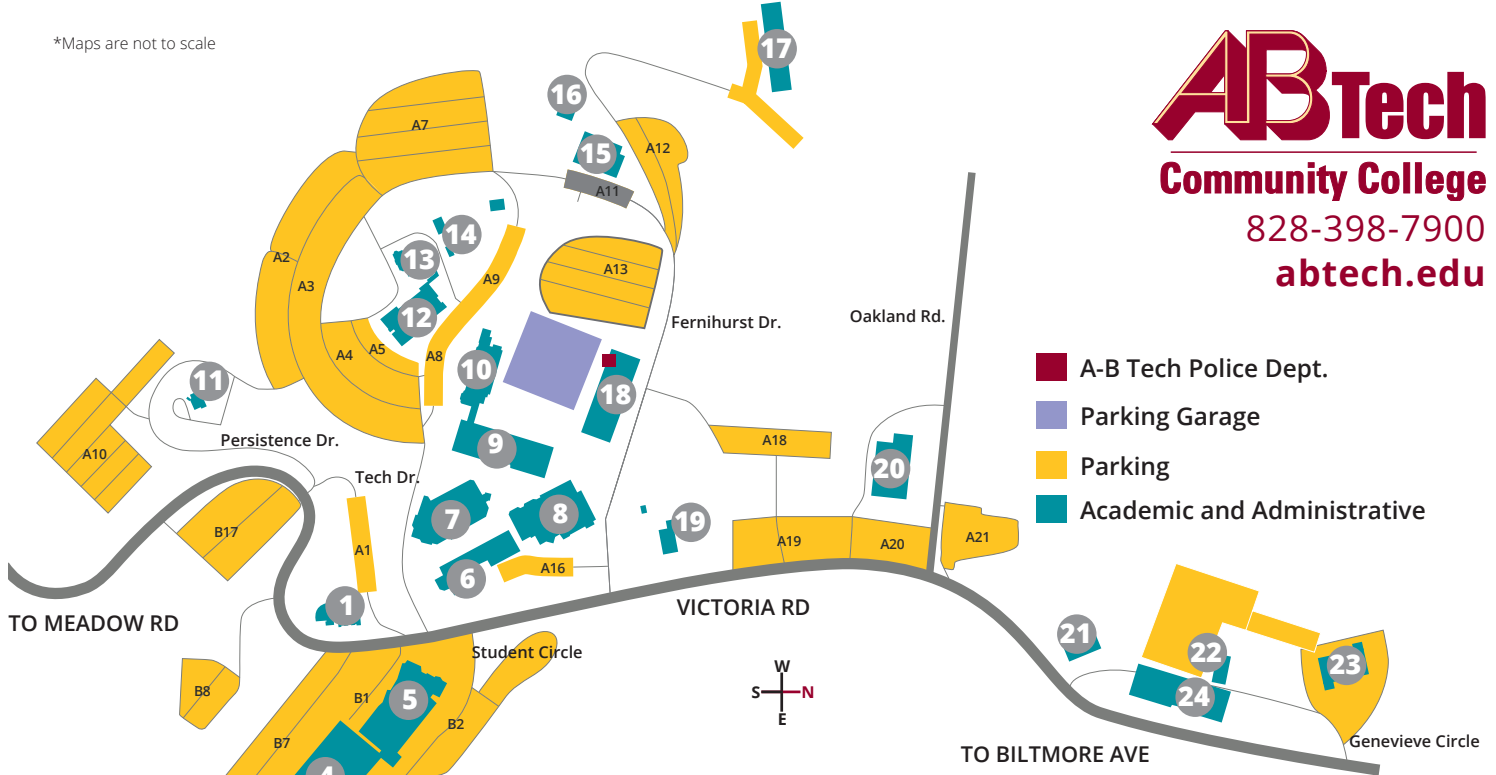 *Maps are not to scale
AB Tech
Community College
828-398-7900
abtech.edu
A-B Tech Police Dept.
Parking Garage
Parking
Academic and Administrative
17
16
15
A7
A12
A11
14
13
A2
A3
A9
A13
12
Fernihurst Dr.
Oakland Rd.
A4
A5
A8
10
11
18
Persistence Dr.
A10
9
A18
Tech Dr.
20
B17
7
8
19
A1
A19
A20
A21
6
A16
1
TO MEADOW RD
VICTORIA RD
21
Student Circle
22
23
W
S
N
E
B8
B1
5
24
B2
B7
4
Genevieve Circle
TO BILTMORE AVE